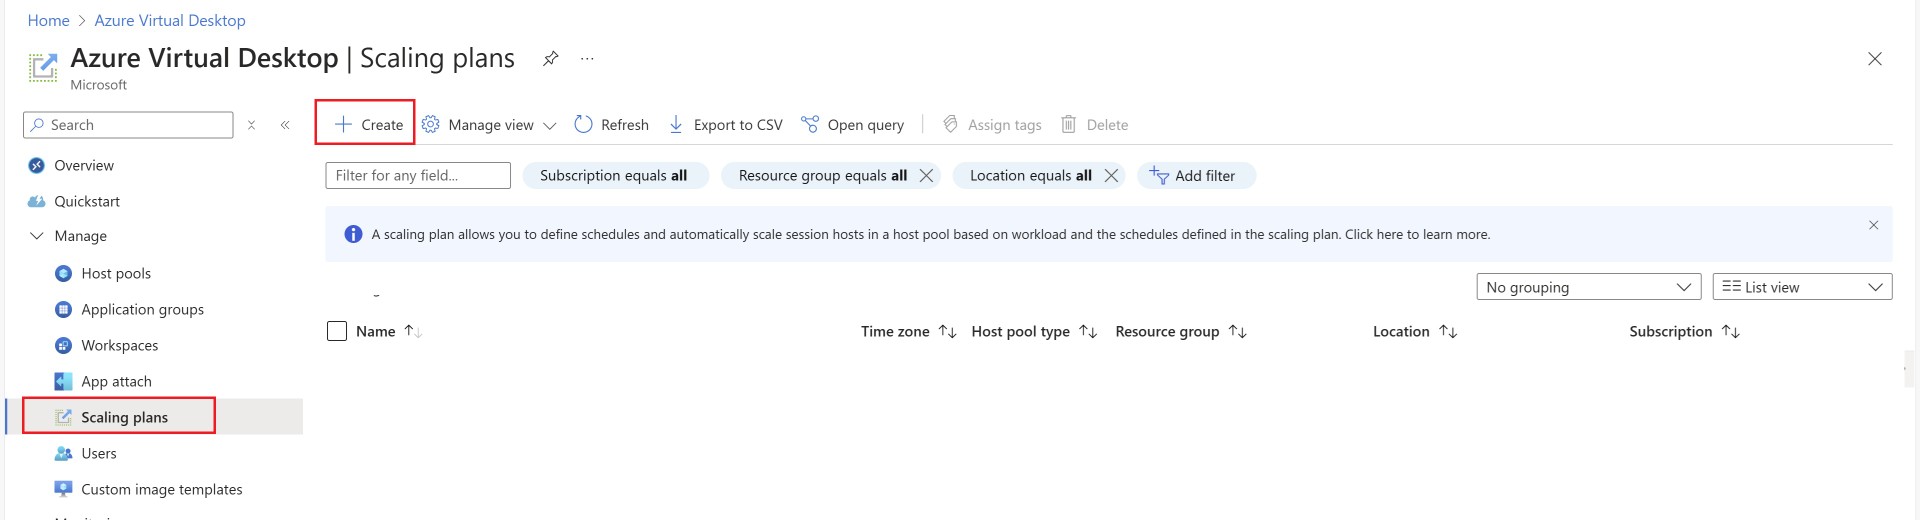 Home > Azure Virtual Desktop
Azure Virtual Desktop | Scaling plans ...
Microsoft
Search
Create Manage view Refresh Export to CSV Open query Assign tags Delete
Overview
Quickstart
Manage
Host pools
Application groups
Workspaces
App attach
Scaling plans
Users
Custom image templates
Filter for any field... Subscription equals all Resource group equals all Location equals all Add filter
A scaling plan allows you to define schedules and automatically scale session hosts in a host pool based on workload and the schedules defined in the scaling plan. Click here to learn more.
No grouping List view
Name Time zone Host pool type Resource group Location Subscription